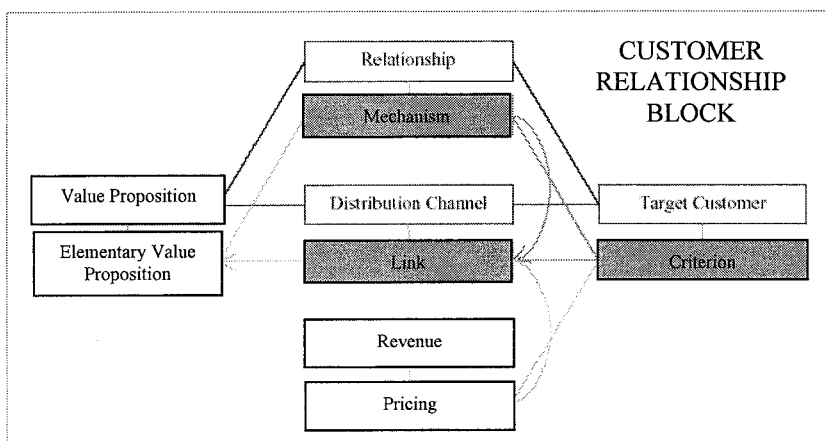 CUSTOMER
RELATIONSHIP
BLOCK
Relationship
Mechanism
Value Proposition
Distribution Channel
Target Customer
Elementary Value
Proposition
Link
Criterion
Revenue
Pricing